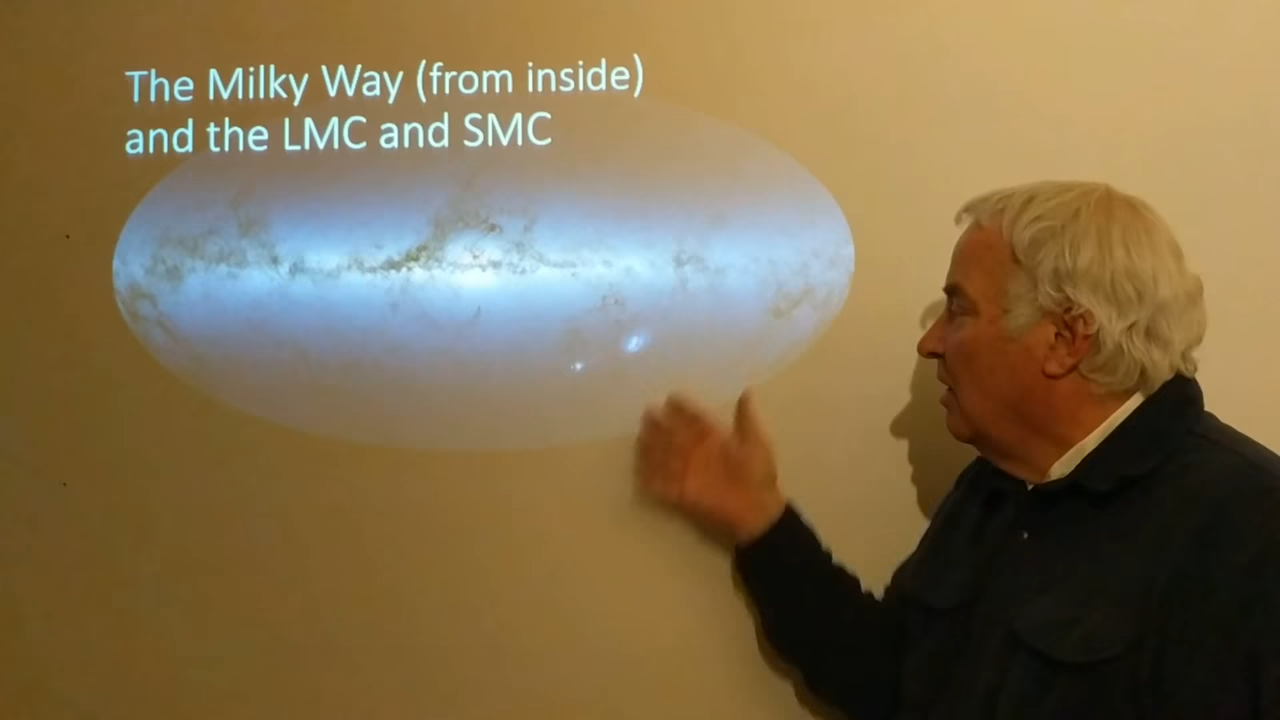 The Milky Way (from inside)
and the LMC and SMC